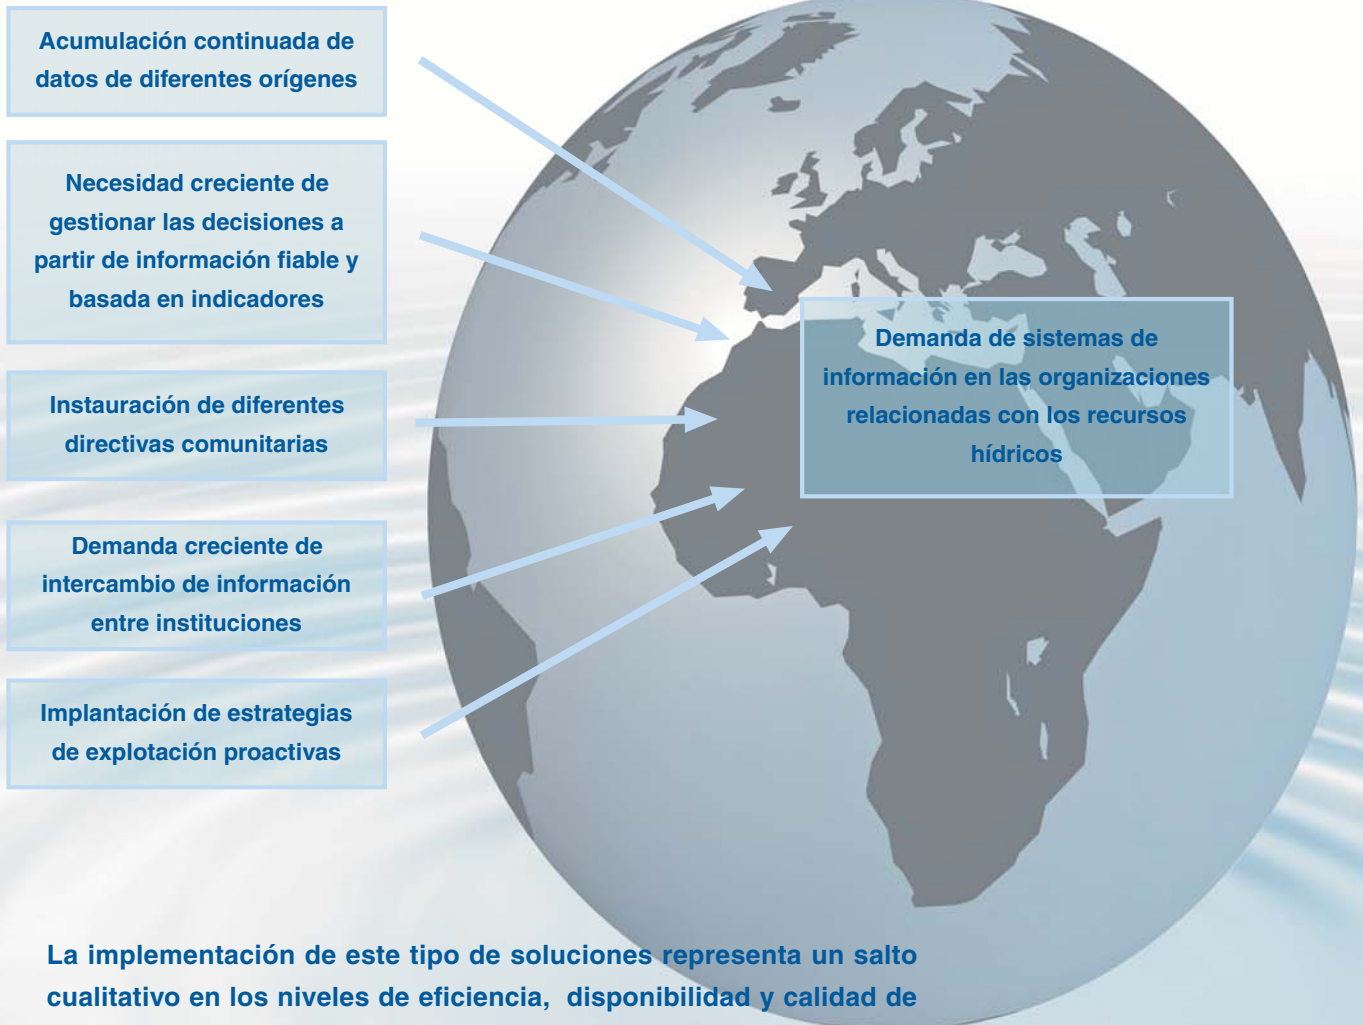 Acumulación continuada de
datos de diferentes orígenes
Necesidad creciente de
gestionar las decisiones a
partir de información fiable y
basada en indicadores
Instauración de diferentes
directivas comunitarias
Demanda creciente de
intercambio de información
entre instituciones
Implantación de estrategias
de explotación proactivas
Demanda de sistemas de
información en las organizaciones
relacionadas con los recursos
hídricos
La implementación de este tipo de soluciones representa un salto
cualitativo en los niveles de eficiencia, disponibilidad y calidad de